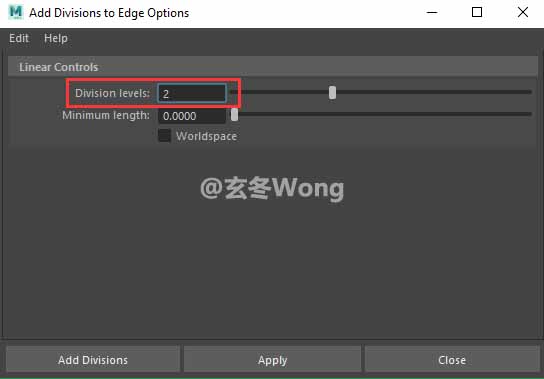 Add Divisions to Edge Options
Edit Help
Linear Controls
Division levels: 2
Minimum length: 0.0000
Worldspace
@玄冬Wong
Add Divisions Apply Close